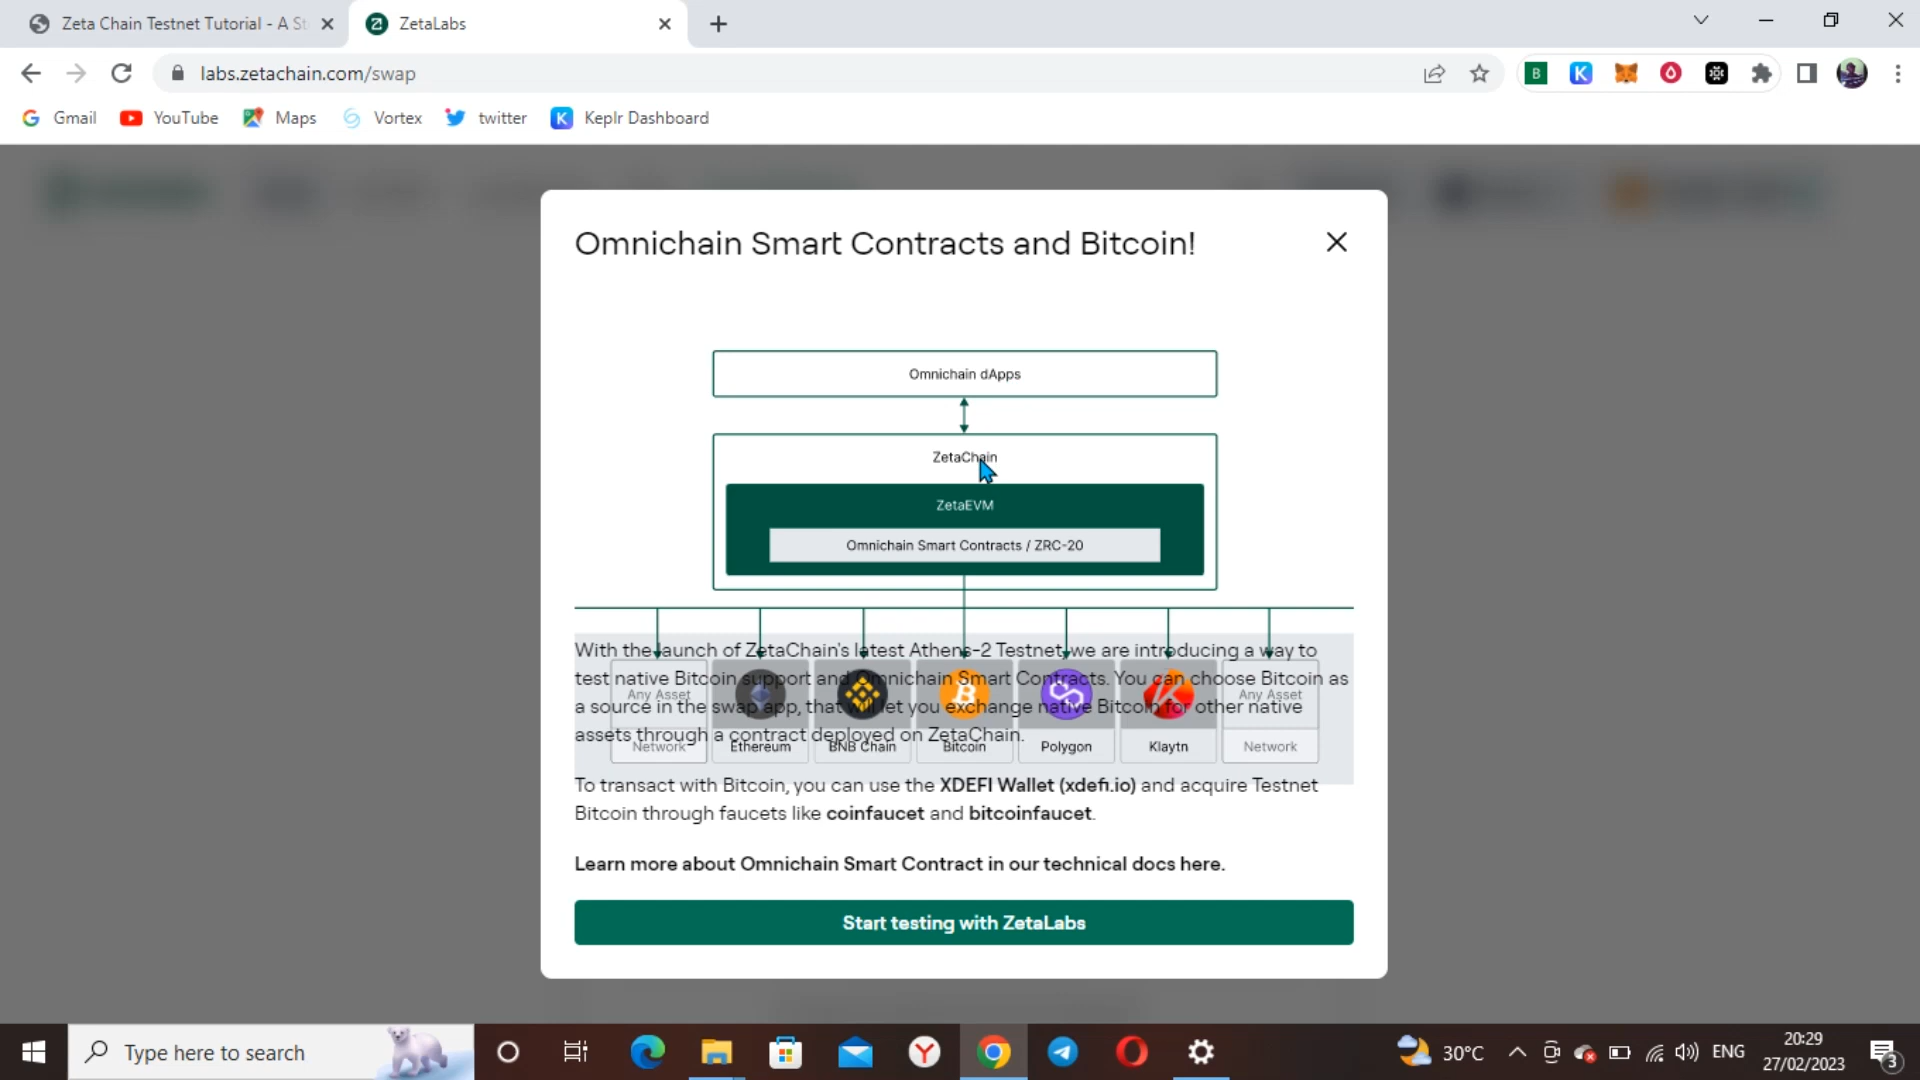 Zeta Chain Testnet Tutorial - A St
ZetaLabs
labs.zetachain.com/swap
B K
Gmail YouTube Maps Vortex twitter K Keplr Dashboard
Omnichain Smart Contracts and Bitcoin!
Omnichain dApps
ZetaChain
ZetaEVM
Omnichain Smart Contracts / ZRC-20
With the launch of ZetaChain's latest Athens-2 Testnet, we are introducing a way to
test native Bitcoin support and Omnichain Smart Contracts. You can choose Bitcoin as
Any Asset Any Asset
a source in the swap app, that will let you exchange native Bitcoin for other native
assets through a contract deployed on ZetaChain.
Network Ethereum BNB Chain Bitcoin Polygon Klaytn Network
To transact with Bitcoin, you can use the XDEFI Wallet (xdefi.io) and acquire Testnet
Bitcoin through faucets like coinfaucet and bitcoinfaucet.
Learn more about Omnichain Smart Contract in our technical docs here.
Start testing with ZetaLabs
Type here to search
30°C
ENG
20:29
27/02/2023
3